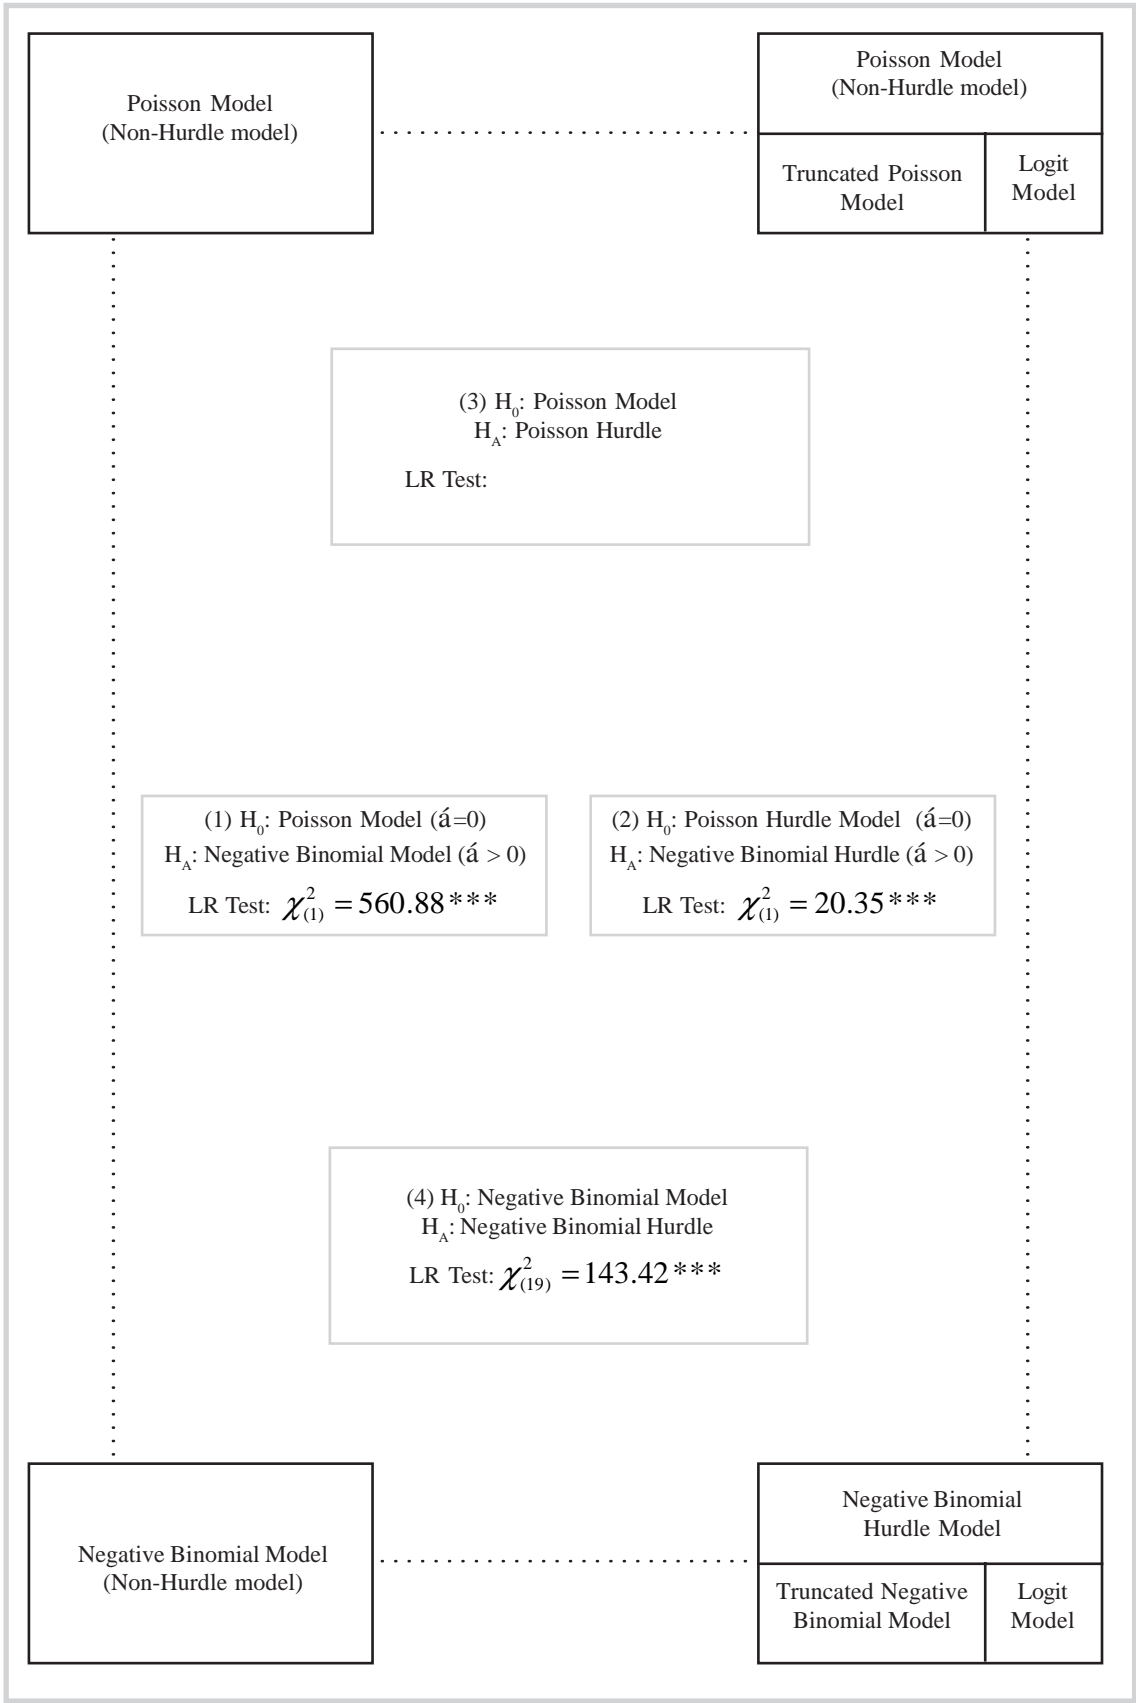 Poisson Model
(Non-Hurdle model)
Poisson Model
(Non-Hurdle model)
Truncated Poisson
Model
Logit
Model
(3) H₀: Poisson Model
H_A: Poisson Hurdle
LR Test:
(1) H₀: Poisson Model (á=0)
H_A: Negative Binomial Model (á > 0)
LR Test: χ²₍₁₎ = 560.88***
(2) H₀: Poisson Hurdle Model (á=0)
H_A: Negative Binomial Hurdle (á > 0)
LR Test: χ²₍₁₎ = 20.35***
(4) H₀: Negative Binomial Model
H_A: Negative Binomial Hurdle
LR Test: χ²₍₁₉₎ = 143.42***
Negative Binomial Model
(Non-Hurdle model)
Negative Binomial
Hurdle Model
Truncated Negative
Binomial Model
Logit
Model